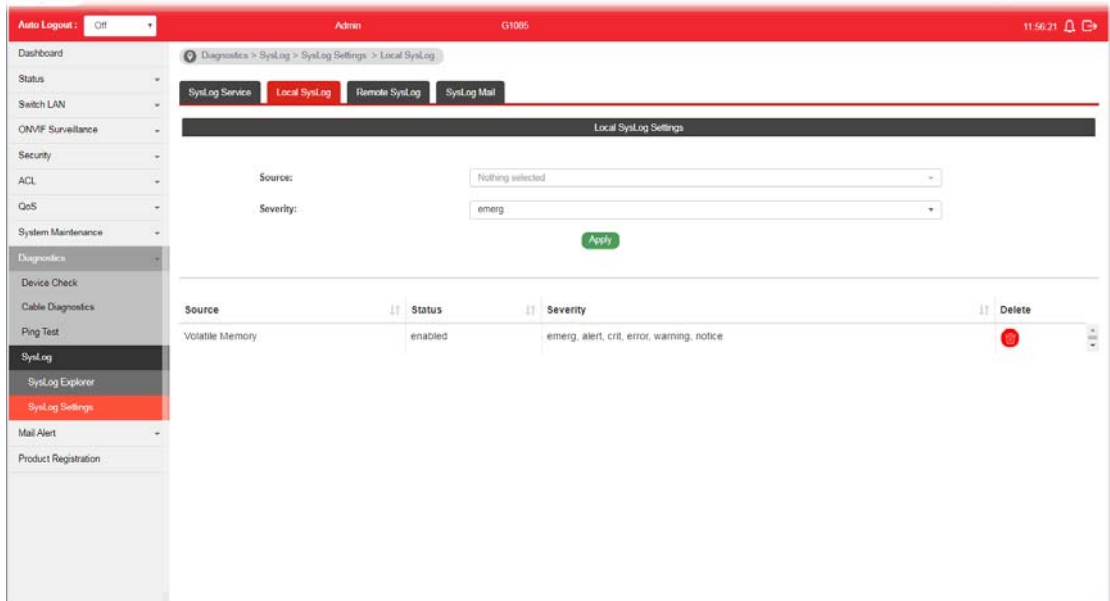 Auto Logout : Off Admin G1085 11:56:21
Dashboard
Status
Switch LAN
ONVIF Surveillance
Security
ACL
QoS
System Maintenance
Diagnostics
Device Check
Cable Diagnostics
Ping Test
SysLog
SysLog Explorer
SysLog Settings
Mail Alert
Product Registration
Diagnostics > SysLog > SysLog Settings > Local SysLog
SysLog Service Local SysLog Remote SysLog SysLog Mail
Local SysLog Settings
Source: Nothing selected
Severity: emerg
Apply
Source Status Severity Delete
Volatile Memory enabled emerg, alert, crit, error, warning, notice